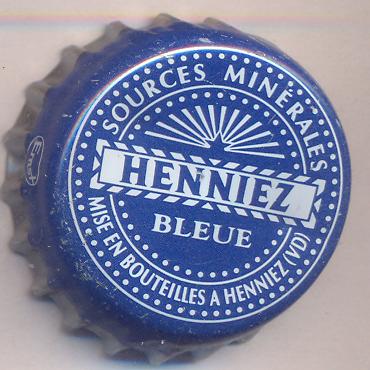 SOURCES MINÉRALES
HENNIEZ
BLEUE
MISE EN BOUTEILLES A HENNIEZ (VD)